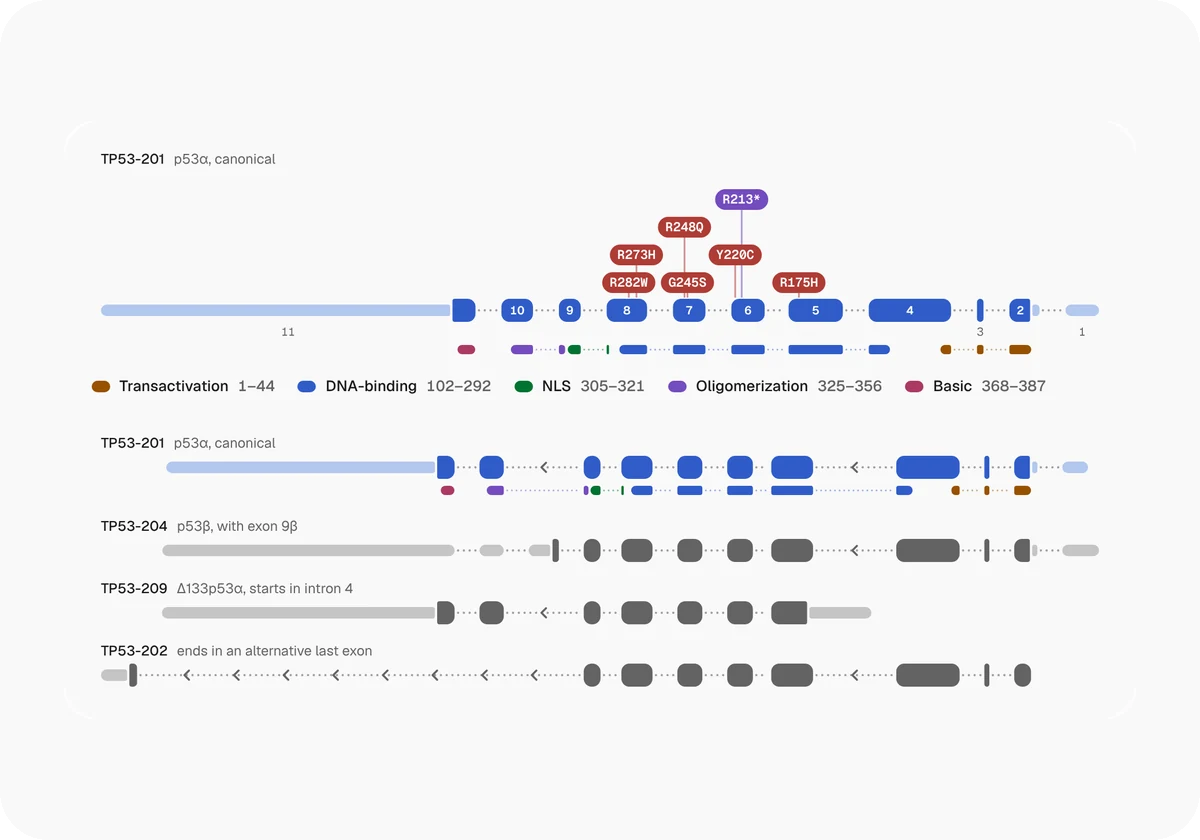 TP53-201 p53α, canonical
R213*
R248Q
R273H Y220C
R282W G245S R175H
10 9 8 7 6 5 4 2
11 3 1
Transactivation 1–44 DNA-binding 102–292 NLS 305–321 Oligomerization 325–356 Basic 368–387
TP53-201 p53α, canonical
TP53-204 p53β, with exon 9β
TP53-209 Δ133p53α, starts in intron 4
TP53-202 ends in an alternative last exon